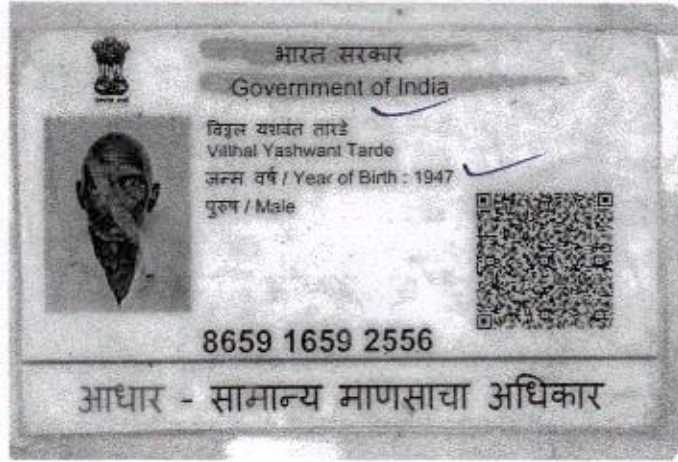 भारत सरकार
Government of India
विठ्ठल यशवंत तारडे
Vitthal Yashwant Tarde
जन्म वर्ष / Year of Birth : 1947
पुरुष / Male
8659 1659 2556
आधार - सामान्य माणसाचा अधिकार